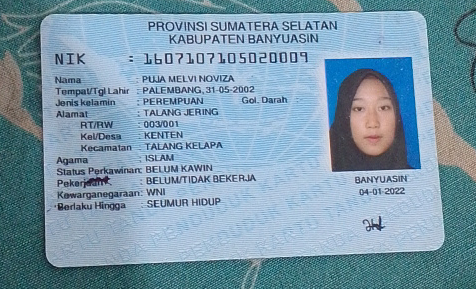 PROVINSI SUMATERA SELATAN
KABUPATEN BANYUASIN
NIK : 1607107105020009
Nama : PUJA MELVI NOVIZA
Tempat/Tgl Lahir : PALEMBANG, 31-05-2002
Jenis kelamin : PEREMPUAN Gol. Darah
Alamat : TALANG JERING
RT/RW : 003/001
Kel/Desa : KENTEN
Kecamatan : TALANG KELAPA
Agama : ISLAM
Status Perkawinan: BELUM KAWIN
: BELUM/TIDAK BEKERJA
Kewarganegaraan: WNI
Berlaku Hingga : SEUMUR HIDUP
BANYUASIN
04-01-2022